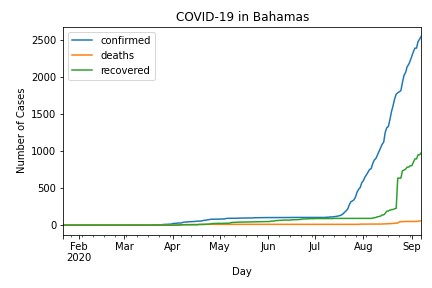 COVID-19 in Bahamas
confirmed
deaths
recovered
Number of Cases
2500
2000
1500
1000
500
0
Feb Mar Apr May Jun Jul Aug Sep
2020
Day